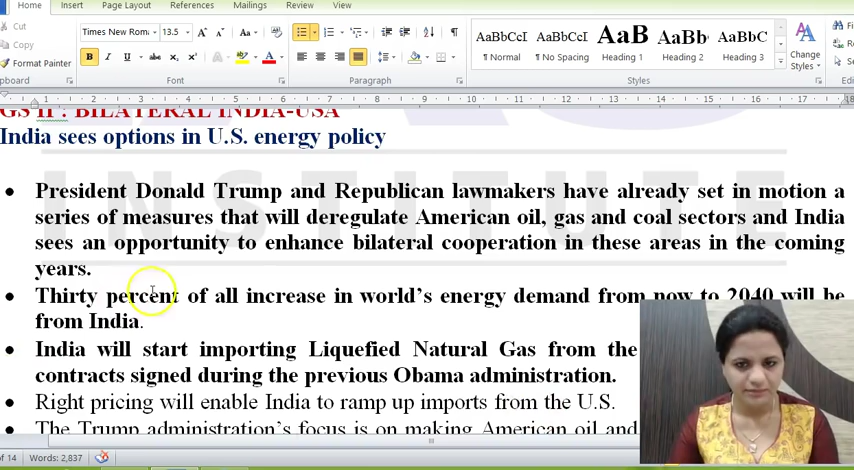 Home Insert Page Layout References Mailings Review View
Cut
Copy
Format Painter
Times New Rom 13.5
AaBbCcI AaBbCcI AaB AaBb AaBbC
¶ Normal ¶ No Spacing Heading 1 Heading 2 Heading 3
Change
Styles
Font Paragraph Styles
GS II : BILATERAL INDIA-USA
India sees options in U.S. energy policy
• President Donald Trump and Republican lawmakers have already set in motion a
series of measures that will deregulate American oil, gas and coal sectors and India
sees an opportunity to enhance bilateral cooperation in these areas in the coming
years.
• Thirty percent of all increase in world's energy demand from now to 2040 will be
from India.
• India will start importing Liquefied Natural Gas from the
contracts signed during the previous Obama administration.
• Right pricing will enable India to ramp up imports from the U.S.
• The Trump administration's focus is on making American oil and
INSTITUTE
of 14 Words: 2,837